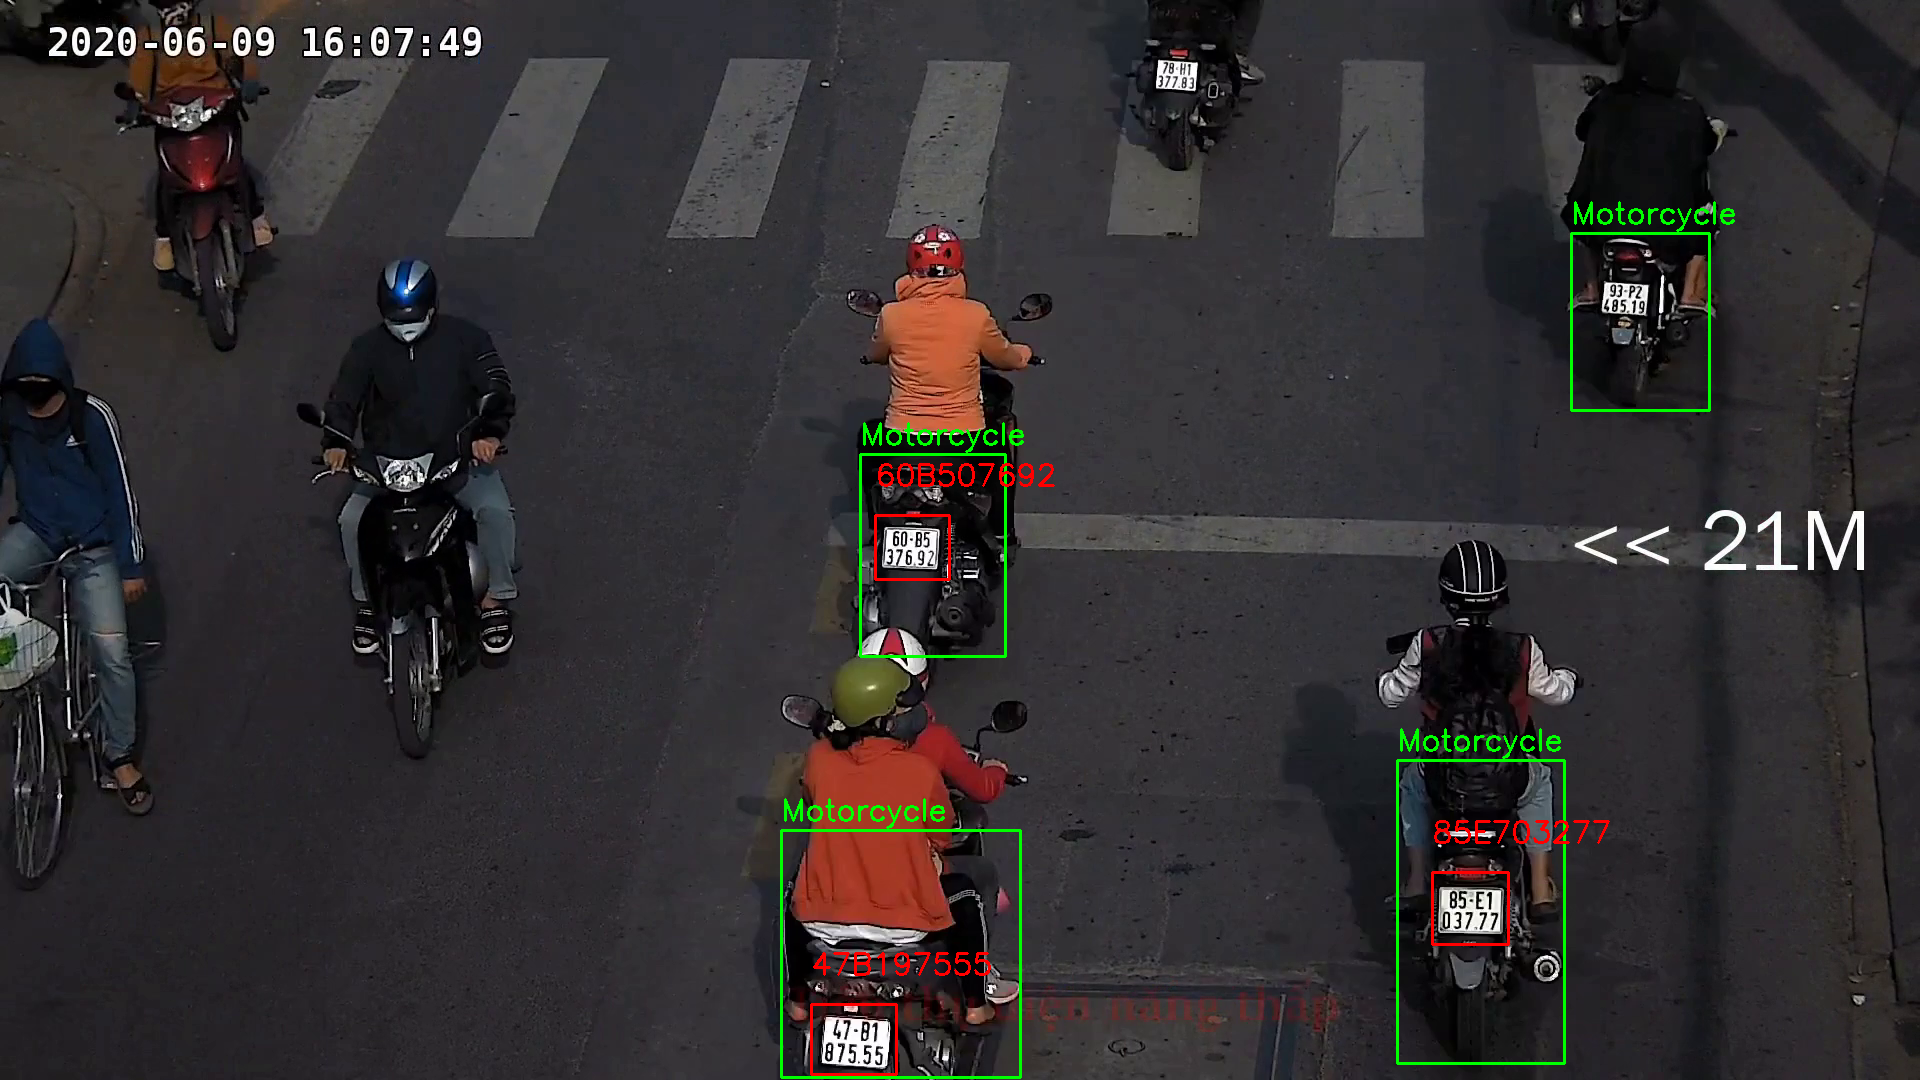 2020-06-09 16:07:49
78-H1
377.83
Motorcycle
93-P2
485.19
Motorcycle
60B507692
60-B5
376.92
<< 21M
Motorcycle
85E703277
85-E1
037.77
Motorcycle
47B197555
47-B1
875.55